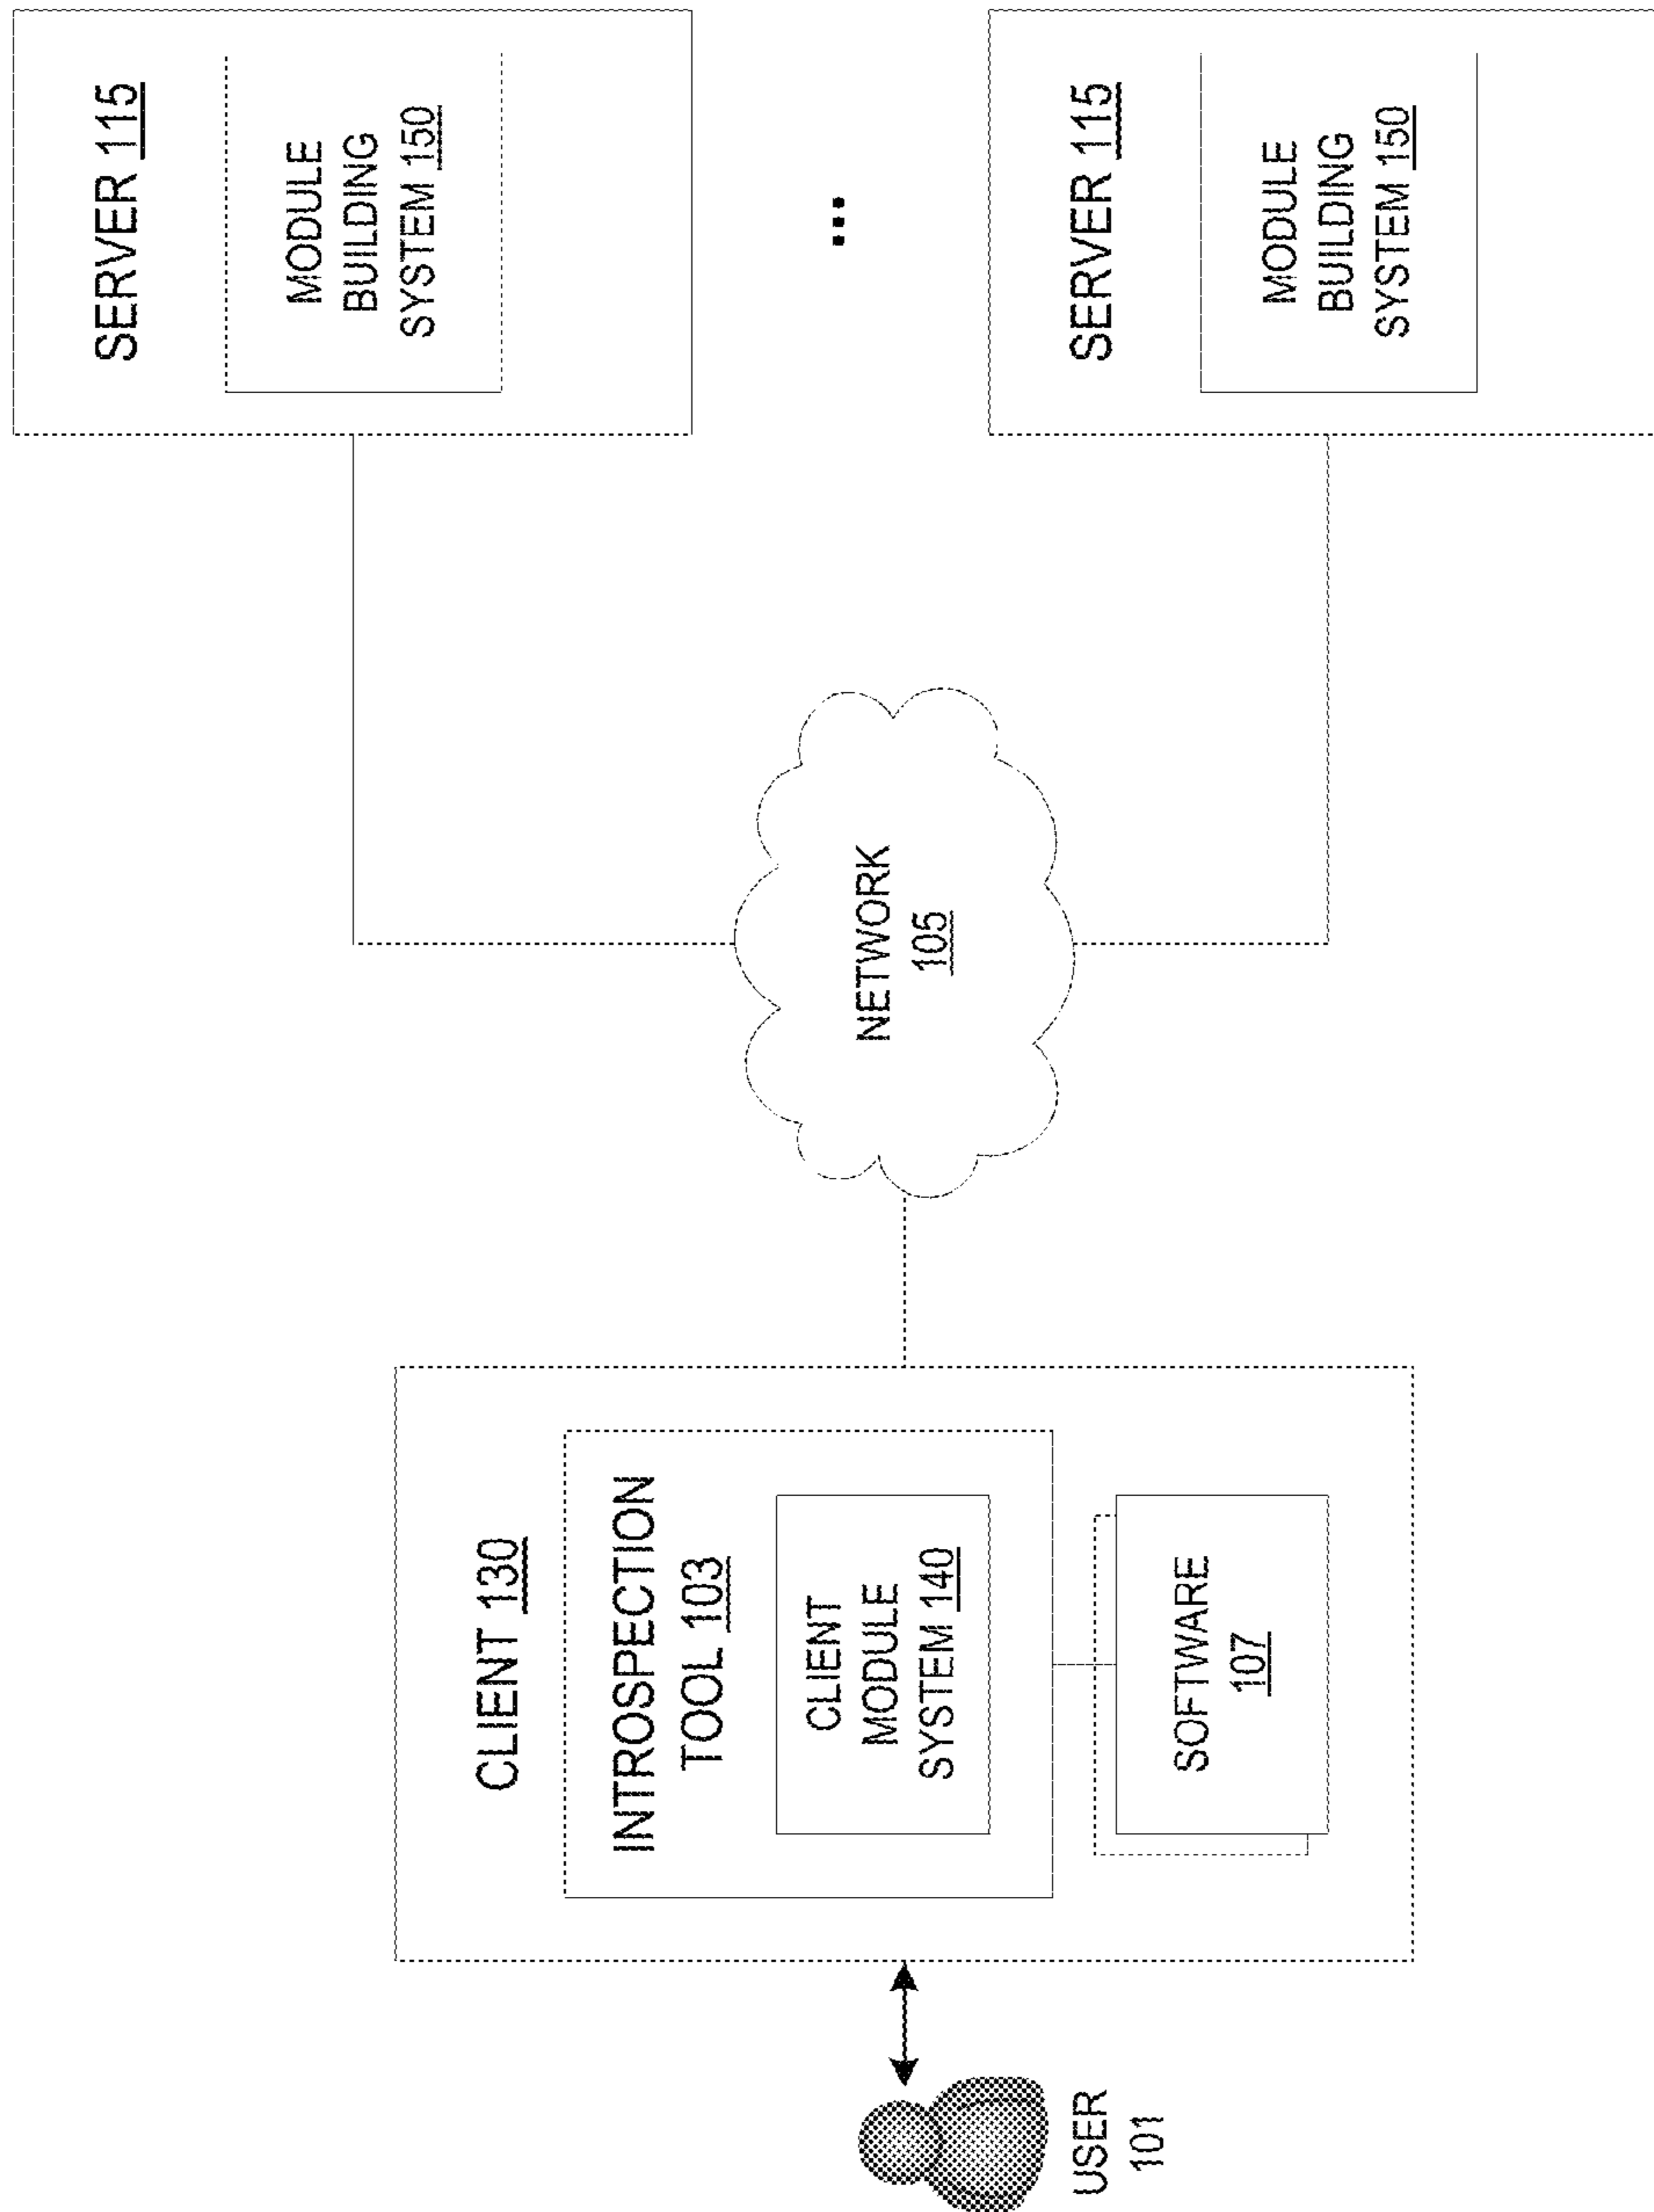 SERVER 115
MODULE
BUILDING
SYSTEM 150
...
SERVER 115
MODULE
BUILDING
SYSTEM 150
NETWORK
105
CLIENT 130
INTROSPECTION
TOOL 103
CLIENT
MODULE
SYSTEM 140
SOFTWARE
107
USER
101